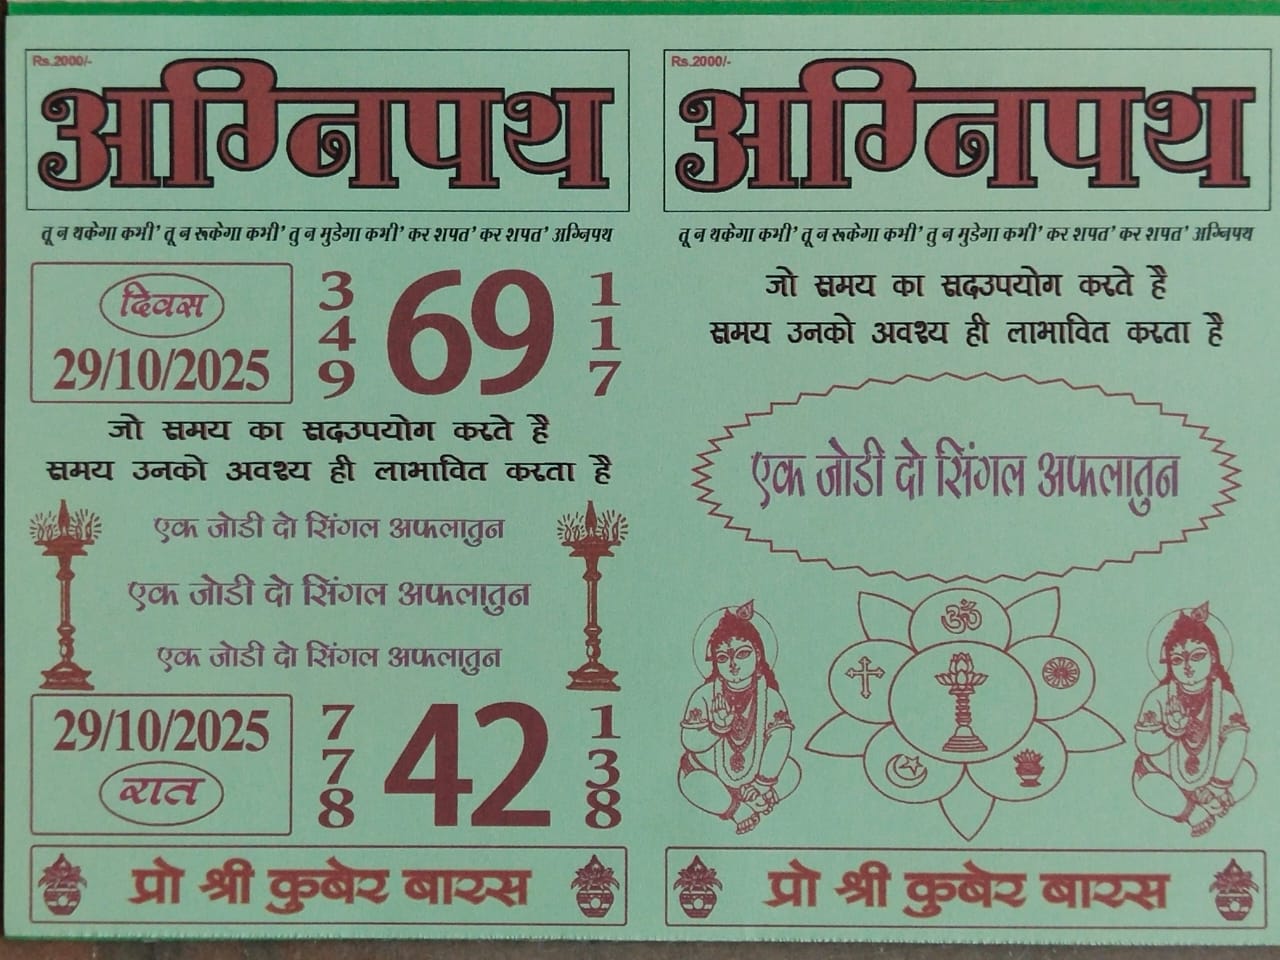 Rs.2000/-
अग्निपथ
तू न थकेगा कभी' तू न रूकेगा कभी' तु न मुडेगा कभी' कर शपत' कर शपत' अग्निपथ
दिवस
29/10/2025
3 69 1
4 1
9 7
जो समय का सदउपयोग करते है
समय उनको अवश्य ही लाभावित करता है
एक जोडी दो सिंगल अफलातुन
एक जोडी दो सिंगल अफलातुन
एक जोडी दो सिंगल अफलातुन
29/10/2025
रात
7 42 1
7 3
8 8
प्रो श्री कुबेर बारस
Rs.2000/-
अग्निपथ
तू न थकेगा कभी' तू न रूकेगा कभी' तु न मुडेगा कभी' कर शपत' कर शपत' अग्निपथ
जो समय का सदउपयोग करते है
समय उनको अवश्य ही लाभावित करता है
एक जोडी दो सिंगल अफलातुन
ॐ
प्रो श्री कुबेर बारस